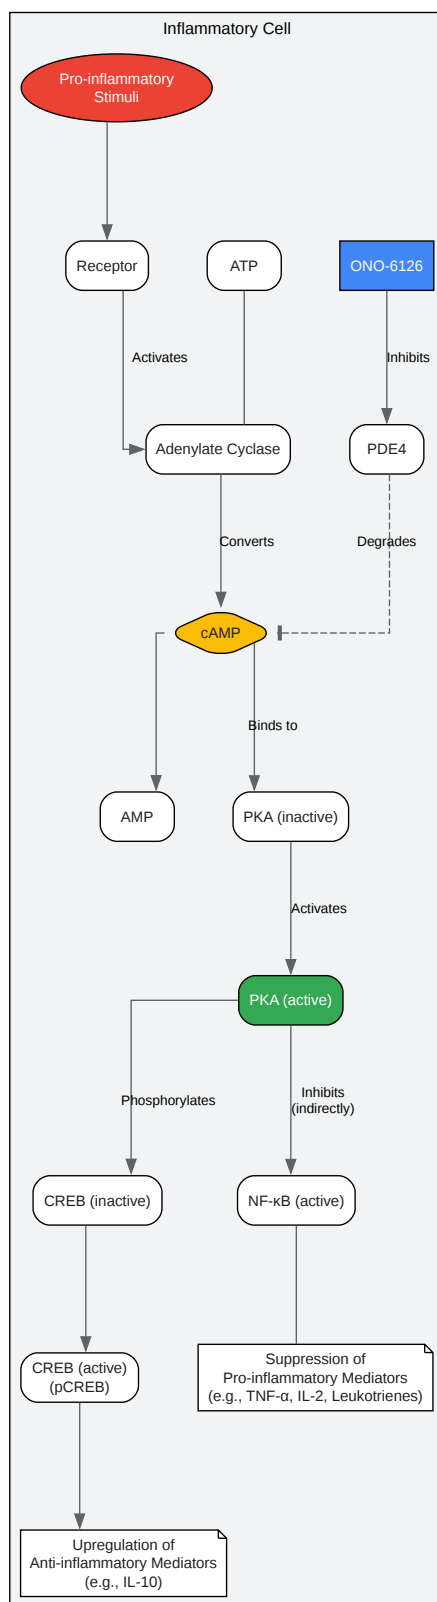 Inflammatory Cell
Pro-inflammatory
Stimuli
Receptor
ATP
ONO-6126
Activates
Inhibits
Adenylate Cyclase
PDE4
Converts
Degrades
cAMP
Binds to
AMP
PKA (inactive)
Activates
PKA (active)
Phosphorylates
Inhibits
(indirectly)
CREB (inactive)
NF-κB (active)
CREB (active)
(pCREB)
Suppression of
Pro-inflammatory Mediators
(e.g., TNF-α, IL-2, Leukotrienes)
Upregulation of
Anti-inflammatory Mediators
(e.g., IL-10)